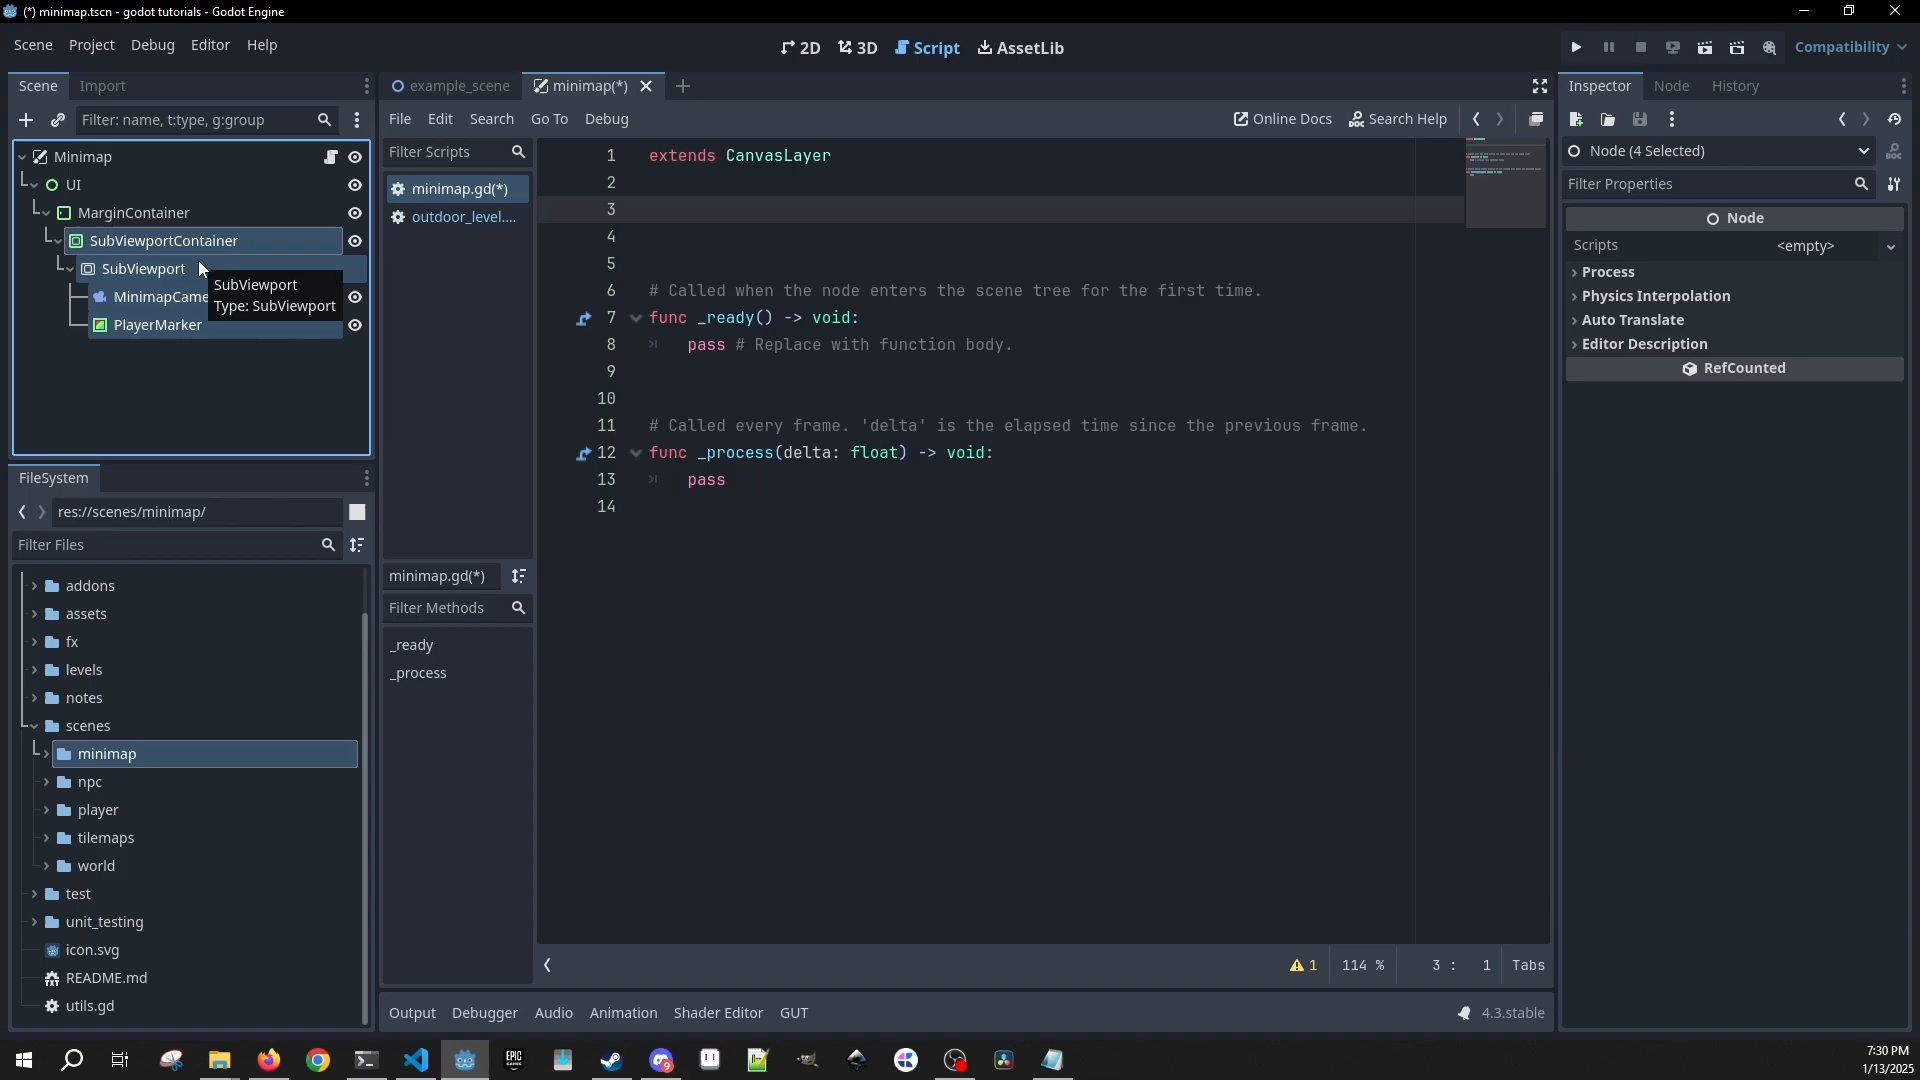 (*) minimap.tscn - godot tutorials - Godot Engine
Scene Project Debug Editor Help
2D 3D Script AssetLib
Compatibility
Scene Import
Filter: name, t:type, g:group
Minimap
UI
MarginContainer
SubViewportContainer
SubViewport
MinimapCame
PlayerMarker
SubViewport
Type: SubViewport
FileSystem
res://scenes/minimap/
Filter Files
addons
assets
fx
levels
notes
scenes
minimap
npc
player
tilemaps
world
test
unit_testing
icon.svg
README.md
utils.gd
example_scene minimap(*)
File Edit Search Go To Debug
Online Docs Search Help
Filter Scripts
minimap.gd(*)
outdoor_level....
minimap.gd(*)
Filter Methods
_ready
_process
1 extends CanvasLayer
2
3
4
5
6 # Called when the node enters the scene tree for the first time.
7 func _ready() -> void:
8 pass # Replace with function body.
9
10
11 # Called every frame. 'delta' is the elapsed time since the previous frame.
12 func _process(delta: float) -> void:
13 pass
14
1 114 % 3 : 1 Tabs
Output Debugger Audio Animation Shader Editor GUT
4.3.stable
Inspector Node History
Node (4 Selected)
Filter Properties
Node
Scripts <empty>
Process
Physics Interpolation
Auto Translate
Editor Description
RefCounted
EPIC GAMES
9
7:30 PM
1/13/2025